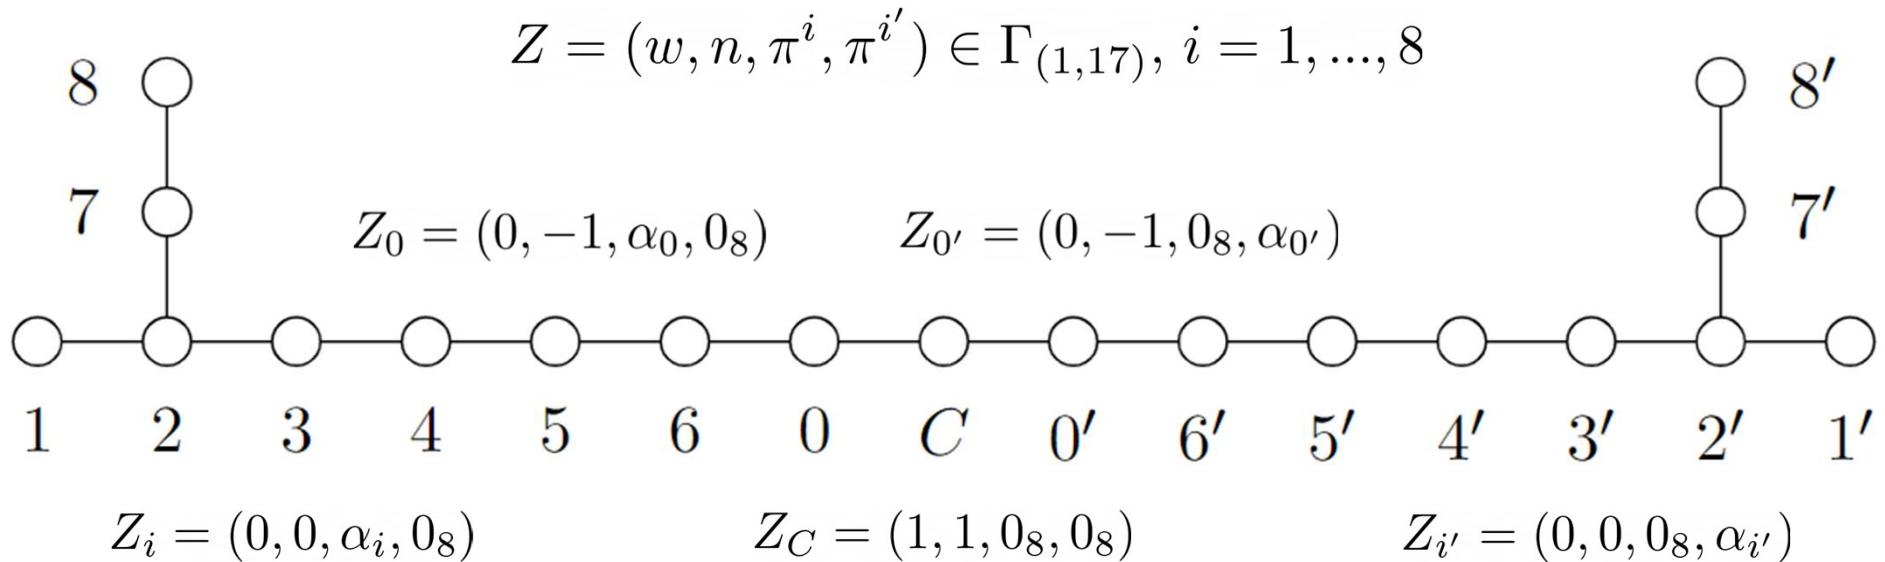 Z = (w, n, π^i, π^{i′}) ∈ Γ_{(1,17)}, i = 1, ..., 8
8 8′
7 7′
Z_0 = (0, −1, α_0, 0_8) Z_{0′} = (0, −1, 0_8, α_{0′})
1 2 3 4 5 6 0 C 0′ 6′ 5′ 4′ 3′ 2′ 1′
Z_i = (0, 0, α_i, 0_8) Z_C = (1, 1, 0_8, 0_8) Z_{i′} = (0, 0, 0_8, α_{i′})